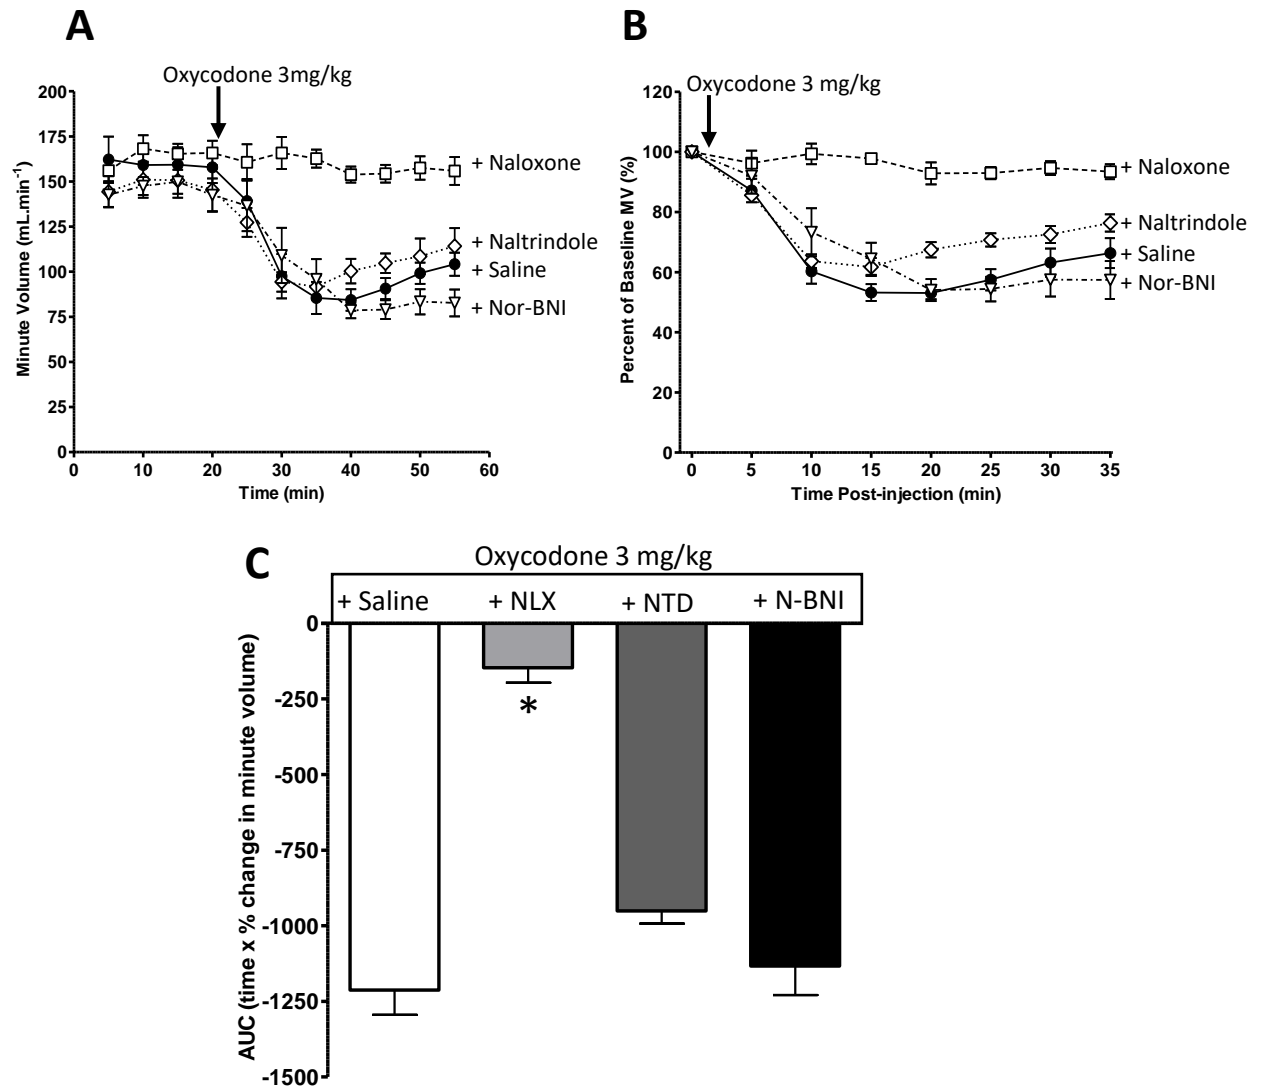 A
Oxycodone 3mg/kg
200
175
150
125
100
75
50
25
0
Minute Volume (mL.min⁻¹)
+ Naloxone
+ Naltrindole
+ Saline
+ Nor-BNI
0 10 20 30 40 50 60
Time (min)
B
Oxycodone 3 mg/kg
120
100
80
60
40
20
0
Percent of Baseline MV (%)
+ Naloxone
+ Naltrindole
+ Saline
+ Nor-BNI
0 5 10 15 20 25 30 35
Time Post-injection (min)
C
Oxycodone 3 mg/kg
+ Saline + NLX + NTD + N-BNI
0
-250
-500
-750
-1000
-1250
-1500
AUC (time x % change in minute volume)
*